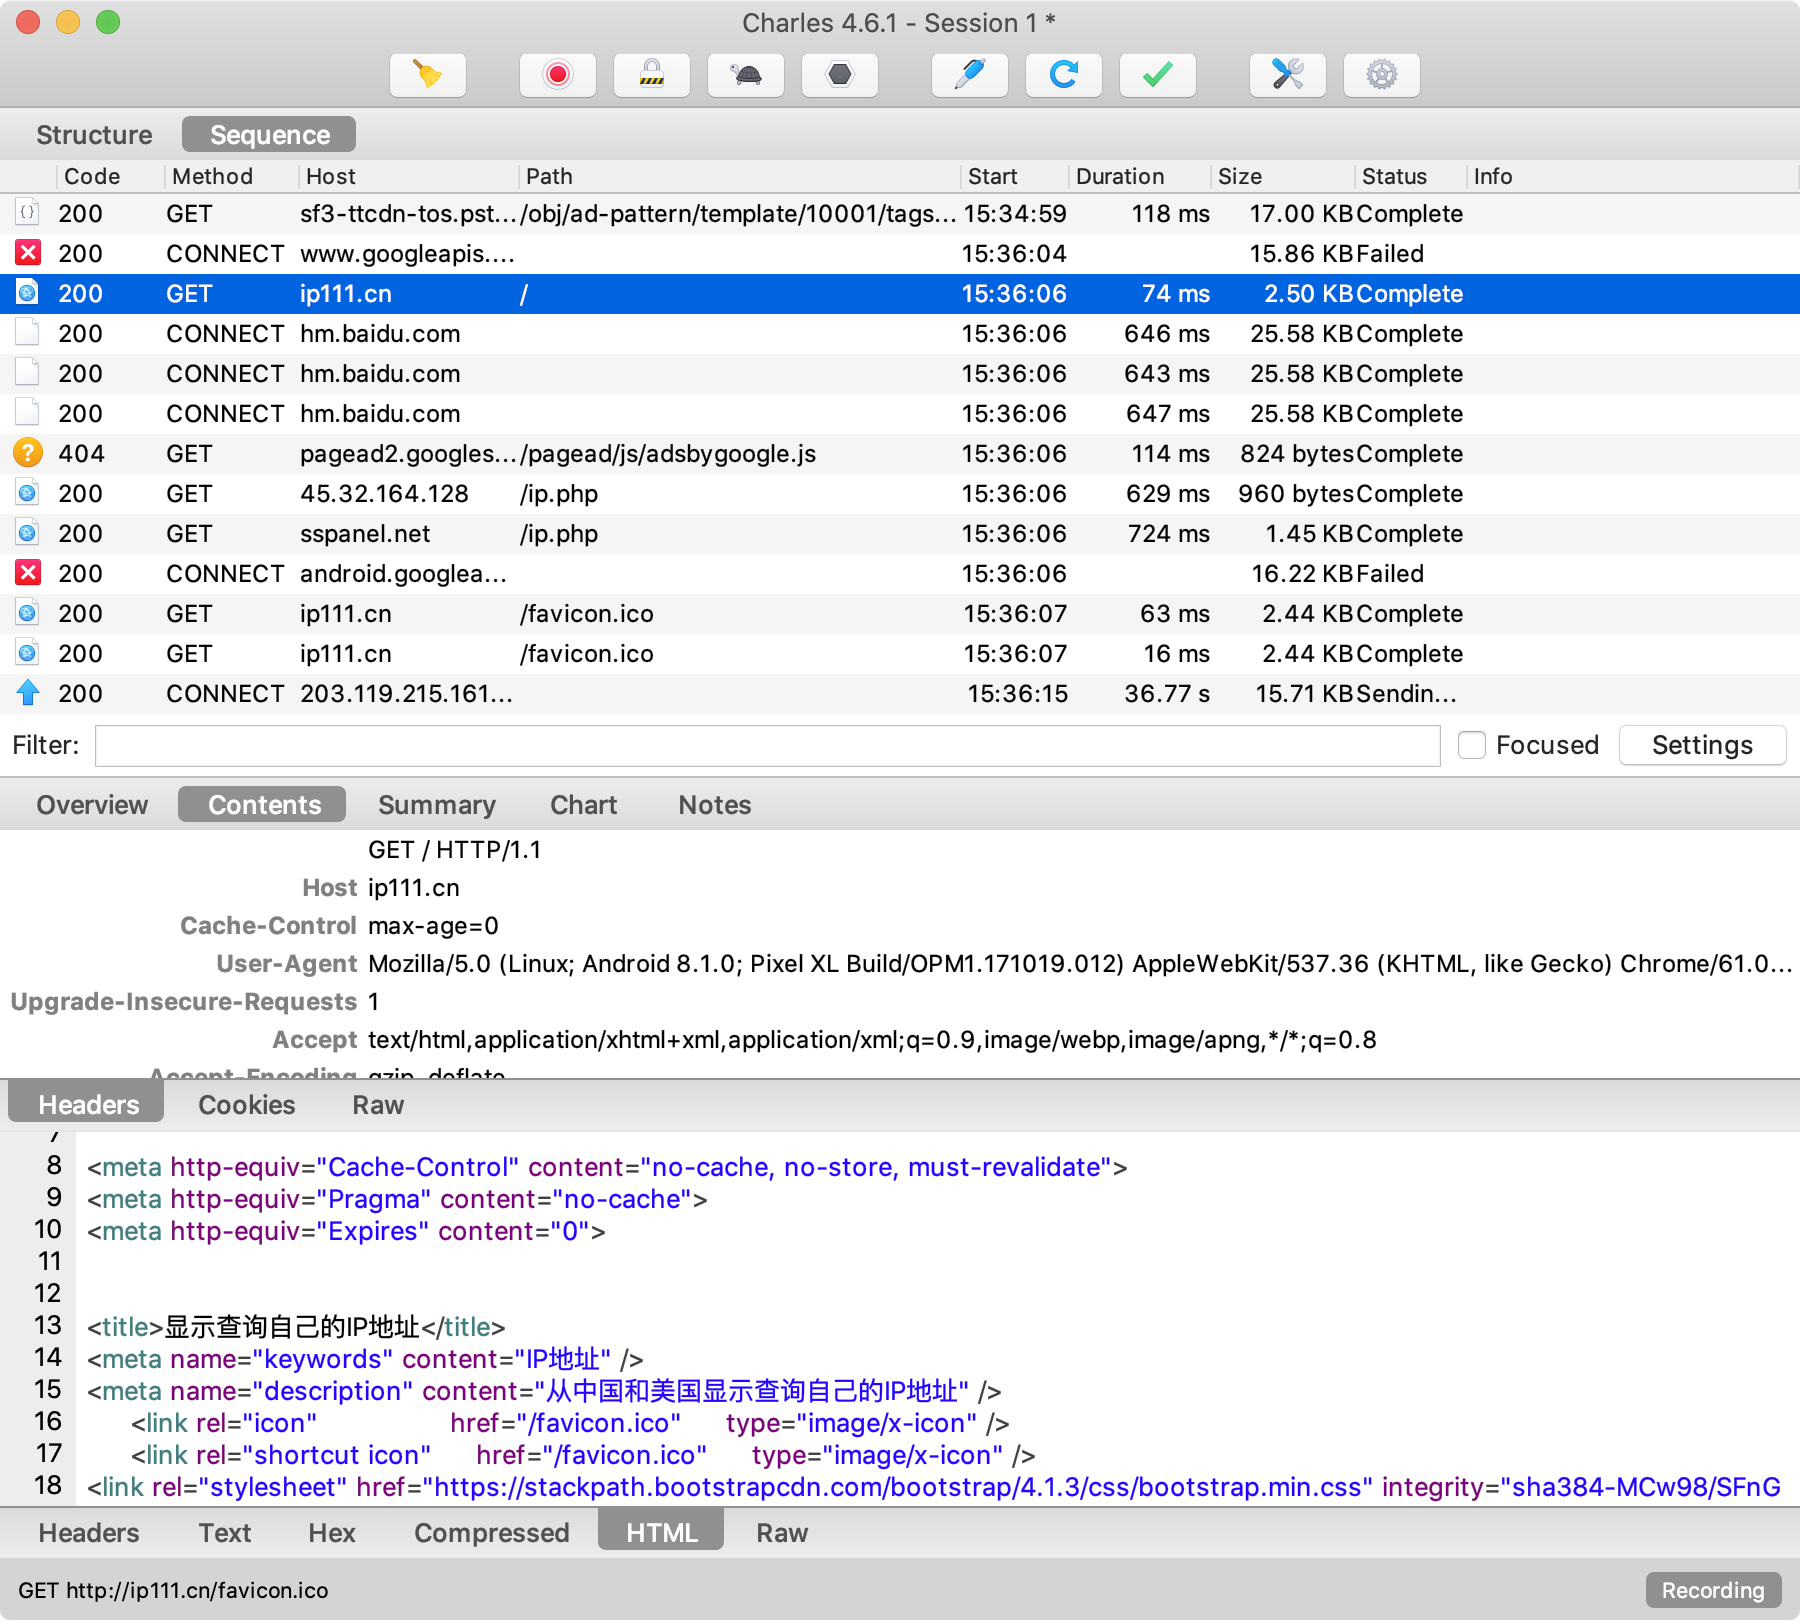 Charles 4.6.1 - Session 1 *
Structure Sequence
Code Method Host Path Start Duration Size Status Info
200 GET sf3-ttcdn-tos.pst... /obj/ad-pattern/template/10001/tags... 15:34:59 118 ms 17.00 KB Complete
200 CONNECT www.googleapis.... 15:36:04 15.86 KB Failed
200 GET ip111.cn / 15:36:06 74 ms 2.50 KB Complete
200 CONNECT hm.baidu.com 15:36:06 646 ms 25.58 KB Complete
200 CONNECT hm.baidu.com 15:36:06 643 ms 25.58 KB Complete
200 CONNECT hm.baidu.com 15:36:06 647 ms 25.58 KB Complete
404 GET pagead2.googles... /pagead/js/adsbygoogle.js 15:36:06 114 ms 824 bytes Complete
200 GET 45.32.164.128 /ip.php 15:36:06 629 ms 960 bytes Complete
200 GET sspanel.net /ip.php 15:36:06 724 ms 1.45 KB Complete
200 CONNECT android.googlea... 15:36:06 16.22 KB Failed
200 GET ip111.cn /favicon.ico 15:36:07 63 ms 2.44 KB Complete
200 GET ip111.cn /favicon.ico 15:36:07 16 ms 2.44 KB Complete
200 CONNECT 203.119.215.161... 15:36:15 36.77 s 15.71 KB Sendin...
Filter: Focused Settings
Overview Contents Summary Chart Notes
GET / HTTP/1.1
Host ip111.cn
Cache-Control max-age=0
User-Agent Mozilla/5.0 (Linux; Android 8.1.0; Pixel XL Build/OPM1.171019.012) AppleWebKit/537.36 (KHTML, like Gecko) Chrome/61.0...
Upgrade-Insecure-Requests 1
Accept text/html,application/xhtml+xml,application/xml;q=0.9,image/webp,image/apng,*/*;q=0.8
Accept-Encoding gzip, deflate
Headers Cookies Raw
7
8 <meta http-equiv="Cache-Control" content="no-cache, no-store, must-revalidate">
9 <meta http-equiv="Pragma" content="no-cache">
10 <meta http-equiv="Expires" content="0">
11
12
13 <title>显示查询自己的IP地址</title>
14 <meta name="keywords" content="IP地址" />
15 <meta name="description" content="从中国和美国显示查询自己的IP地址" />
16 <link rel="icon" href="/favicon.ico" type="image/x-icon" />
17 <link rel="shortcut icon" href="/favicon.ico" type="image/x-icon" />
18 <link rel="stylesheet" href="https://stackpath.bootstrapcdn.com/bootstrap/4.1.3/css/bootstrap.min.css" integrity="sha384-MCw98/SFnG
Headers Text Hex Compressed HTML Raw
GET http://ip111.cn/favicon.ico Recording